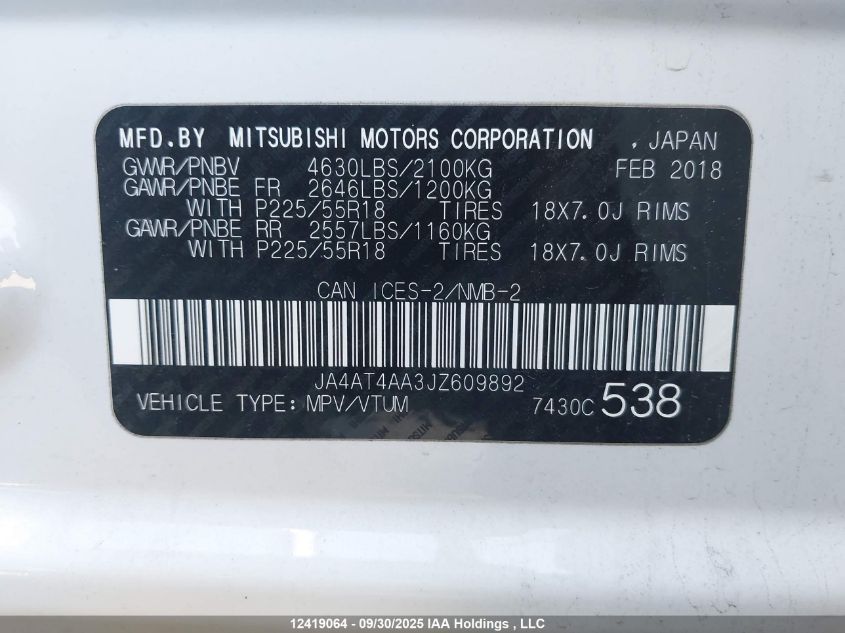 MFD.BY MITSUBISHI MOTORS CORPORATION , JAPAN
GVWR/PNBV 4630LBS/2100KG FEB 2018
GAWR/PNBE FR 2646LBS/1200KG
WITH P225/55R18 TIRES 18X7.0J RIMS
GAWR/PNBE RR 2557LBS/1160KG
WITH P225/55R18 TIRES 18X7.0J RIMS
CAN ICES-2/NMB-2
JA4AT4AA3JZ609892
VEHICLE TYPE: MPV/VTUM 7430C 538
12419064 - 09/30/2025 IAA Holdings , LLC